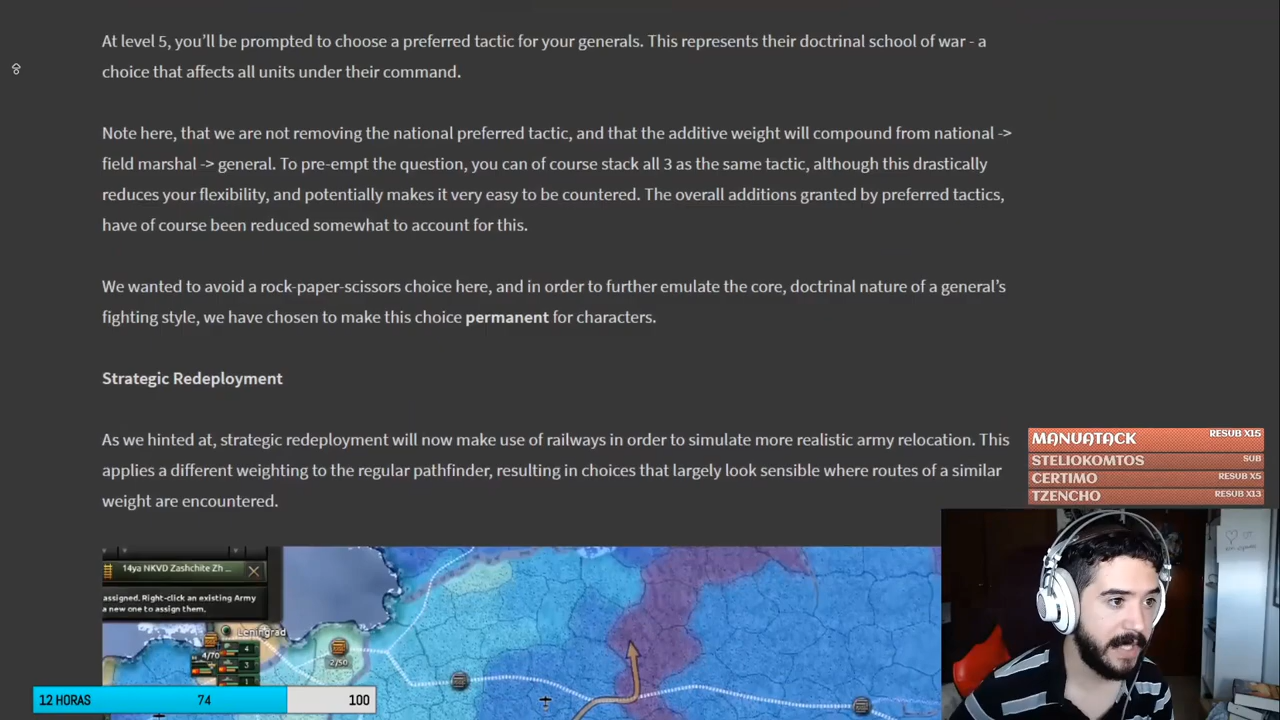 At level 5, you'll be prompted to choose a preferred tactic for your generals. This represents their doctrinal school of war - a
choice that affects all units under their command.
Note here, that we are not removing the national preferred tactic, and that the additive weight will compound from national ->
field marshal -> general. To pre-empt the question, you can of course stack all 3 as the same tactic, although this drastically
reduces your flexibility, and potentially makes it very easy to be countered. The overall additions granted by preferred tactics,
have of course been reduced somewhat to account for this.
We wanted to avoid a rock-paper-scissors choice here, and in order to further emulate the core, doctrinal nature of a general's
fighting style, we have chosen to make this choice permanent for characters.
Strategic Redeployment
As we hinted at, strategic redeployment will now make use of railways in order to simulate more realistic army relocation. This
applies a different weighting to the regular pathfinder, resulting in choices that largely look sensible where routes of a similar
weight are encountered.
MANUATACK RESUB X15
STELIOKOMTOS SUB
CERTIMO RESUB X5
TZENCHO RESUB X13
14ya NKVD Zashchite Zh ...
assigned. Right-click an existing Army
a new one to assign them.
Leningrad
4/70
4
3
1
2/50
12 HORAS 74 100